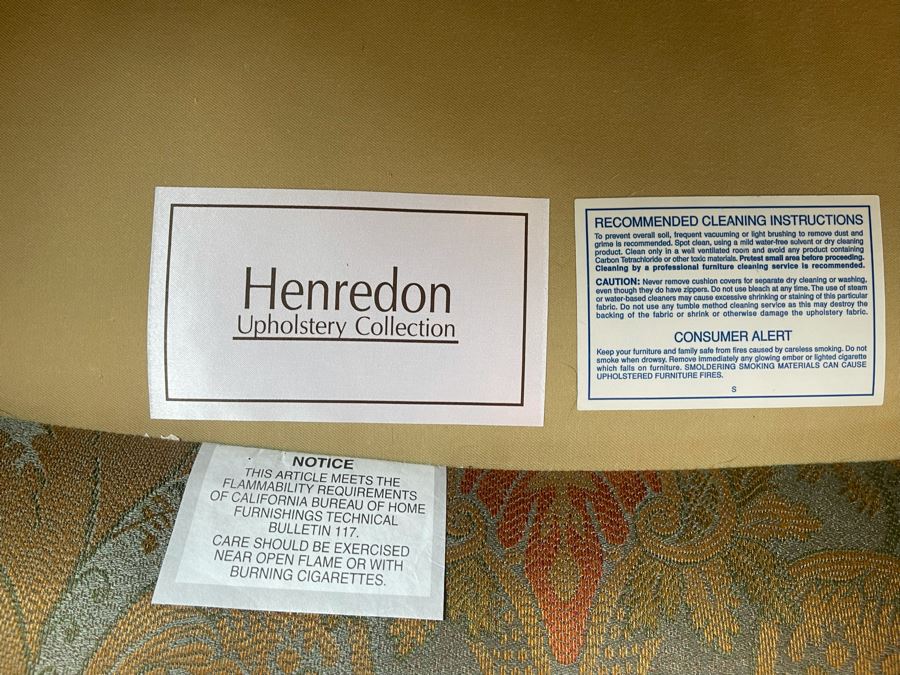 Henredon
Upholstery Collection
RECOMMENDED CLEANING INSTRUCTIONS
To prevent overall soil, frequent vacuuming or light brushing to remove dust and
grime is recommended. Spot clean, using a mild water-free solvent or dry cleaning
product. Clean only in a well ventilated room and avoid any product containing
Carbon Tetrachloride or other toxic materials. Pretest small area before proceeding.
Cleaning by a professional furniture cleaning service is recommended.
CAUTION: Never remove cushion covers for separate dry cleaning or washing,
even though they do have zippers. Do not use bleach at any time. The use of steam
or water-based cleaners may cause excessive shrinking or staining of this particular
fabric. Do not use any tumble method cleaning service as this may destroy the
backing of the fabric or shrink or otherwise damage the upholstery fabric.
CONSUMER ALERT
Keep your furniture and family safe from fires caused by careless smoking. Do not
smoke when drowsy. Remove immediately any glowing ember or lighted cigarette
which falls on furniture. SMOLDERING SMOKING MATERIALS CAN CAUSE
UPHOLSTERED FURNITURE FIRES.
S
NOTICE
THIS ARTICLE MEETS THE
FLAMMABILITY REQUIREMENTS
OF CALIFORNIA BUREAU OF HOME
FURNISHINGS TECHNICAL
BULLETIN 117.
CARE SHOULD BE EXERCISED
NEAR OPEN FLAME OR WITH
BURNING CIGARETTES.